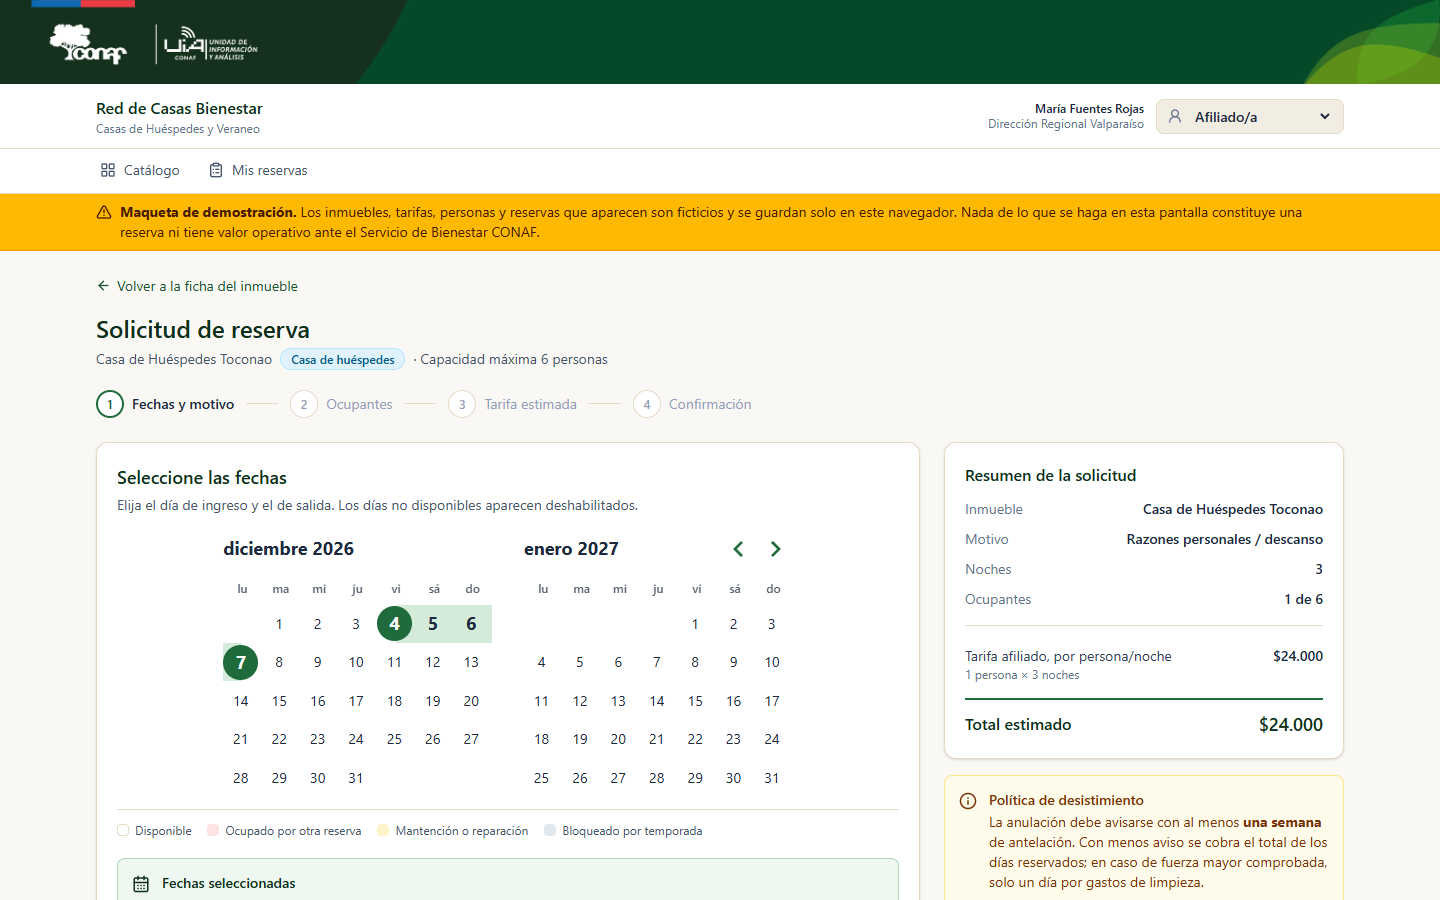 conaf
UIA CONAF
UNIDAD DE
INFORMACIÓN
Y ANÁLISIS
Red de Casas Bienestar
Casas de Huéspedes y Veraneo
María Fuentes Rojas
Dirección Regional Valparaíso
Afiliado/a
Catálogo
Mis reservas
Maqueta de demostración. Los inmuebles, tarifas, personas y reservas que aparecen son ficticios y se guardan solo en este navegador. Nada de lo que se haga en esta pantalla constituye una
reserva ni tiene valor operativo ante el Servicio de Bienestar CONAF.
Volver a la ficha del inmueble
Solicitud de reserva
Casa de Huéspedes Toconao Casa de huéspedes · Capacidad máxima 6 personas
1 Fechas y motivo 2 Ocupantes 3 Tarifa estimada 4 Confirmación
Seleccione las fechas
Elija el día de ingreso y el de salida. Los días no disponibles aparecen deshabilitados.
diciembre 2026
lu ma mi ju vi sá do
1 2 3 4 5 6
7 8 9 10 11 12 13
14 15 16 17 18 19 20
21 22 23 24 25 26 27
28 29 30 31
enero 2027
lu ma mi ju vi sá do
1 2 3
4 5 6 7 8 9 10
11 12 13 14 15 16 17
18 19 20 21 22 23 24
25 26 27 28 29 30 31
Disponible Ocupado por otra reserva Mantención o reparación Bloqueado por temporada
Fechas seleccionadas
Resumen de la solicitud
Inmueble Casa de Huéspedes Toconao
Motivo Razones personales / descanso
Noches 3
Ocupantes 1 de 6
Tarifa afiliado, por persona/noche $24.000
1 persona × 3 noches
Total estimado $24.000
Política de desistimiento
La anulación debe avisarse con al menos una semana
de antelación. Con menos aviso se cobra el total de los
días reservados; en caso de fuerza mayor comprobada,
solo un día por gastos de limpieza.